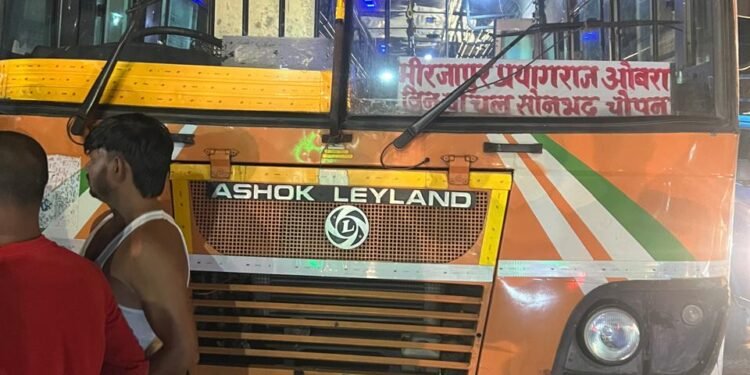 मीरजापुर प्रयागराज ओबरा
विन्ध्याचल सोनभद्र चोपन
ASHOK LEYLAND